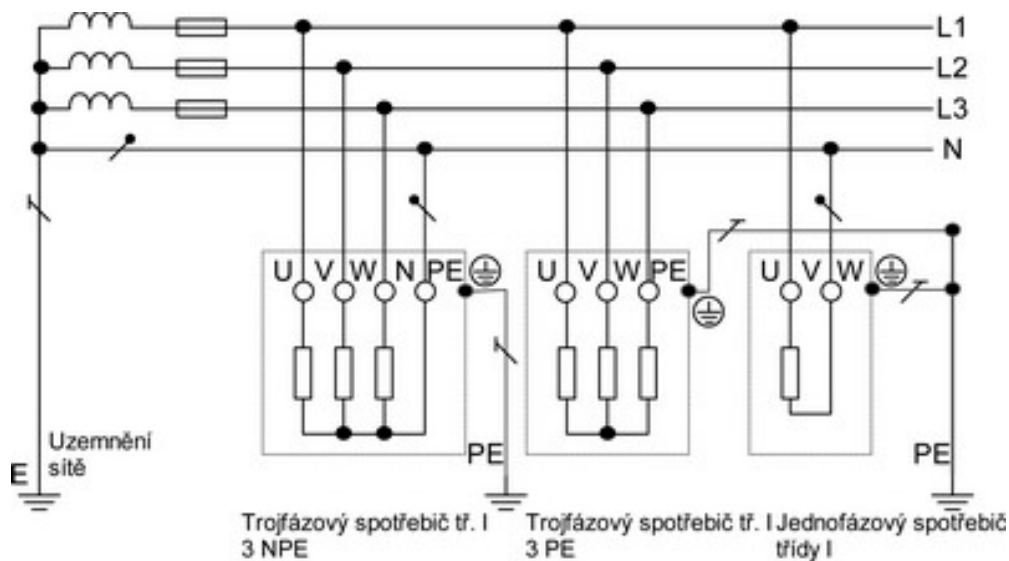 L1
L2
L3
N
U V W N PE
U V W PE
U V W
Uzemnění
sítě
E
PE
PE
Trojfázový spotřebič tř. I
3 NPE
Trojfázový spotřebič tř. I
3 PE
Jednofázový spotřebič
třídy I